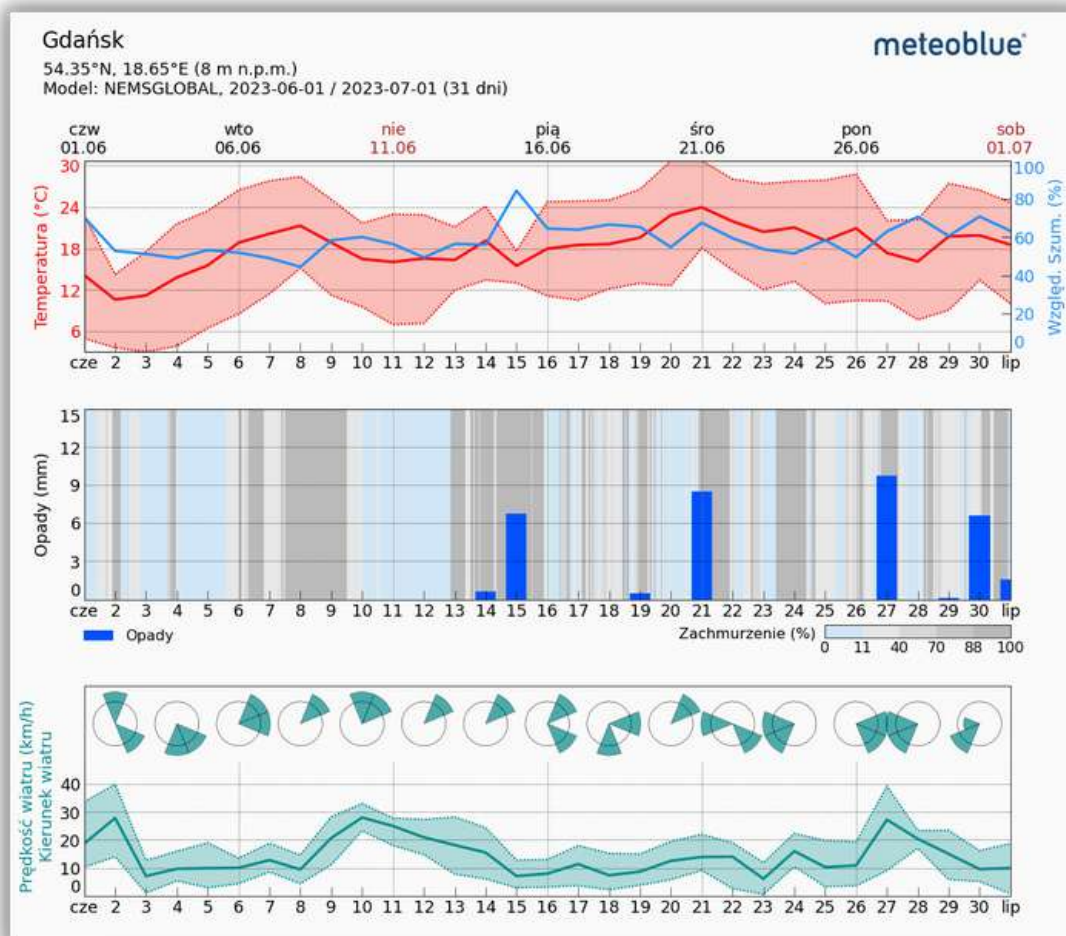 Gdańsk
meteoblue
54.35°N, 18.65°E (8 m n.p.m.)
Model: NEMSGLOBAL, 2023-06-01 / 2023-07-01 (31 dni)
czw wto nie pią śro pon sob
01.06 06.06 11.06 16.06 21.06 26.06 01.07
Temperatura (°C)
30
24
18
12
6
100
80
60
40
20
0
Względ. Szum. (%)
cze 2 3 4 5 6 7 8 9 10 11 12 13 14 15 16 17 18 19 20 21 22 23 24 25 26 27 28 29 30 lip
Opady (mm)
15
12
9
6
3
0
cze 2 3 4 5 6 7 8 9 10 11 12 13 14 15 16 17 18 19 20 21 22 23 24 25 26 27 28 29 30 lip
Opady
Zachmurzenie (%)
0 11 40 70 88 100
Prędkość wiatru (km/h)
Kierunek wiatru
40
30
20
10
0
cze 2 3 4 5 6 7 8 9 10 11 12 13 14 15 16 17 18 19 20 21 22 23 24 25 26 27 28 29 30 lip